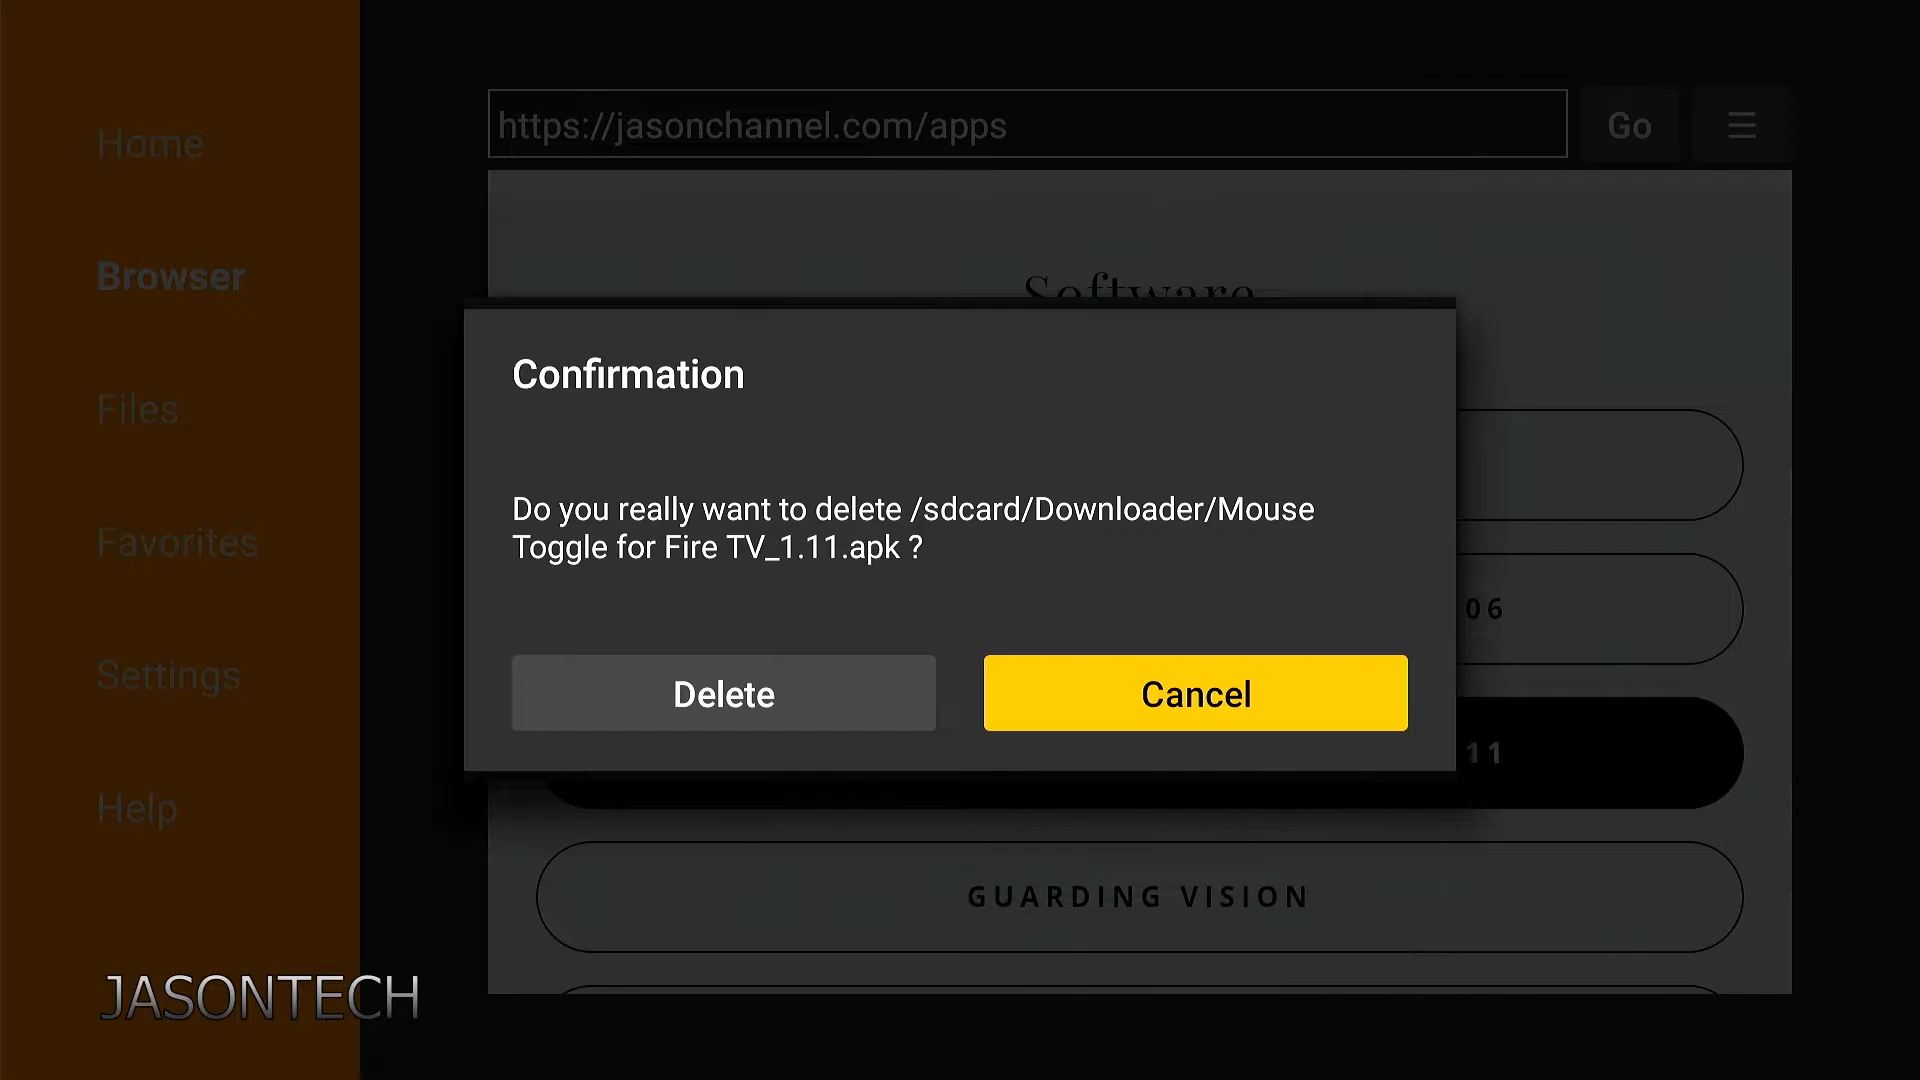 Home
Browser
Files
Favorites
Settings
Help
https://jasonchannel.com/apps
Go
Software
Confirmation
Do you really want to delete /sdcard/Downloader/Mouse
Toggle for Fire TV_1.11.apk ?
Delete
Cancel
06
11
GUARDING VISION
JASONTECH